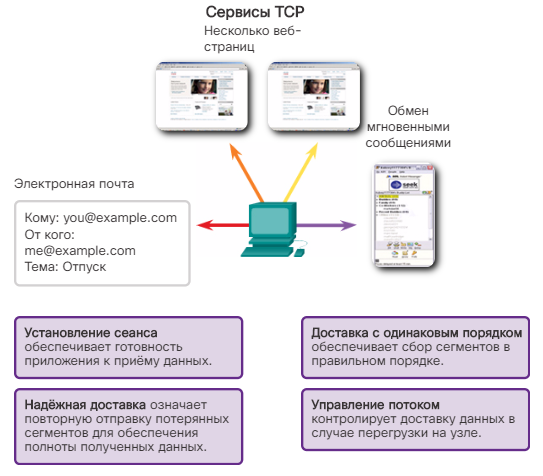 Сервисы TCP
Несколько веб-
страниц
Обмен
мгновенными
сообщениями
Электронная почта
Кому: you@example.com
От кого:
me@example.com
Тема: Отпуск
Установление сеанса
обеспечивает готовность
приложения к приёму данных.
Доставка с одинаковым порядком
обеспечивает сбор сегментов в
правильном порядке.
Надёжная доставка означает
повторную отправку потерянных
сегментов для обеспечения
полноты полученных данных.
Управление потоком
контролирует доставку данных в
случае перегрузки на узле.